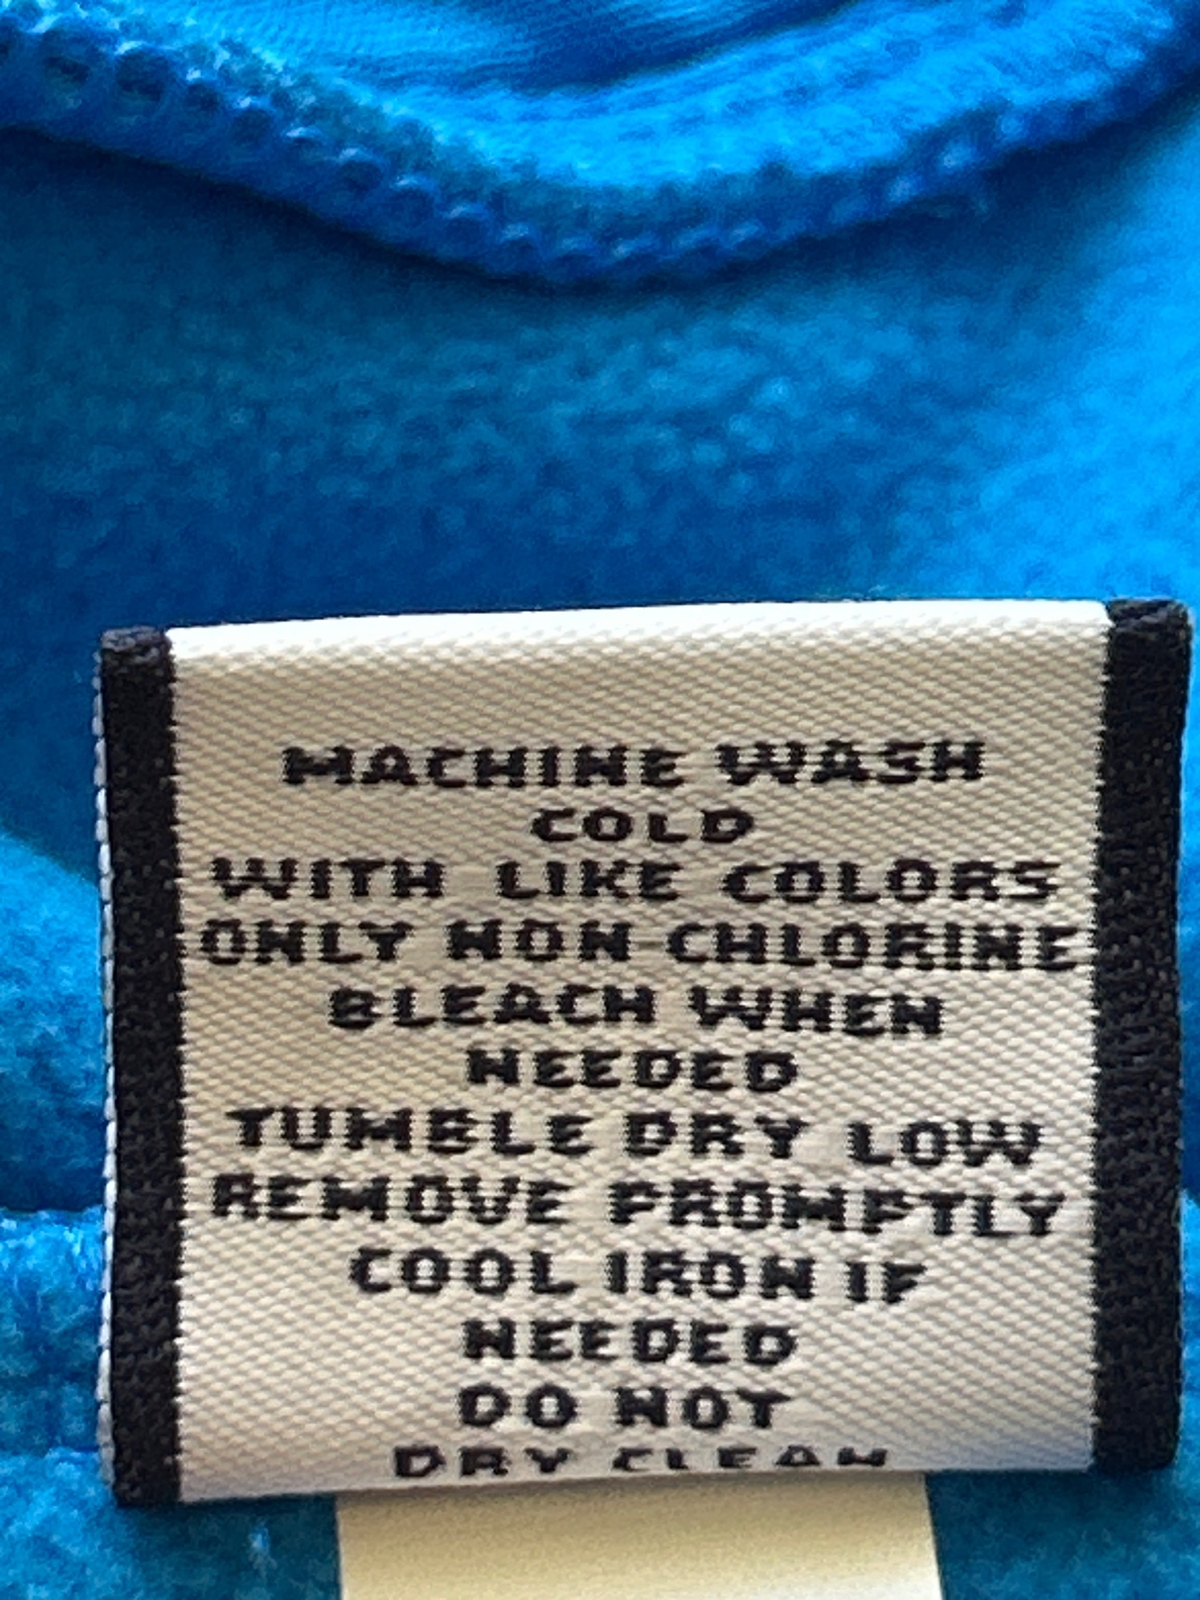 MACHINE WASH
COLD
WITH LIKE COLORS
ONLY NON CHLORINE
BLEACH WHEN
NEEDED
TUMBLE DRY LOW
REMOVE PROMPTLY
COOL IRON IF
NEEDED
DO NOT
DRY CLEAN